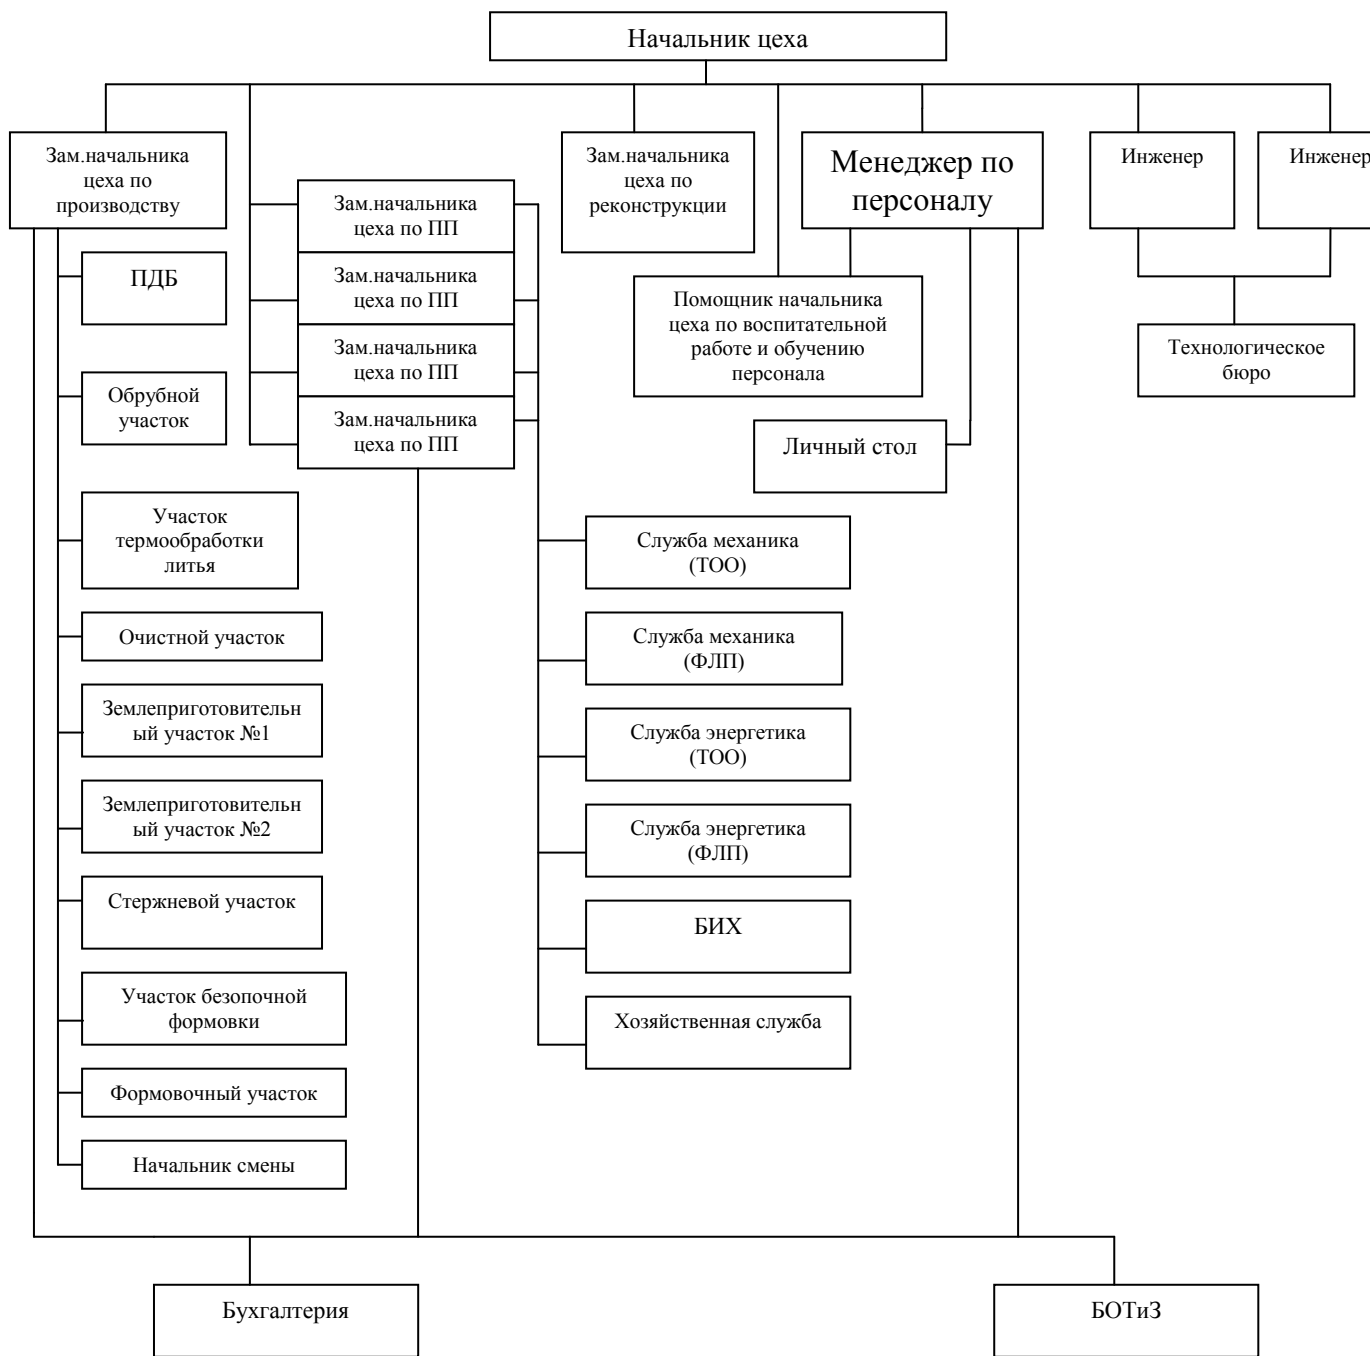 Начальник цеха
Зам.начальника
цеха по
производству
Зам.начальника
цеха по ПП
Зам.начальника
цеха по ПП
Зам.начальника
цеха по ПП
Зам.начальника
цеха по ПП
Зам.начальника
цеха по
реконструкции
Менеджер по
персоналу
Инженер
Инженер
ПДБ
Обрубной
участок
Помощник начальника
цеха по воспитательной
работе и обучению
персонала
Технологическое
бюро
Личный стол
Участок
термообработки
литья
Очистной участок
Землеприготовительн
ый участок №1
Землеприготовительн
ый участок №2
Стержневой участок
Участок безопочной
формовки
Формовочный участок
Начальник смены
Служба механика
(ТОО)
Служба механика
(ФЛП)
Служба энергетика
(ТОО)
Служба энергетика
(ФЛП)
БИХ
Хозяйственная служба
Бухгалтерия
БОТиЗ